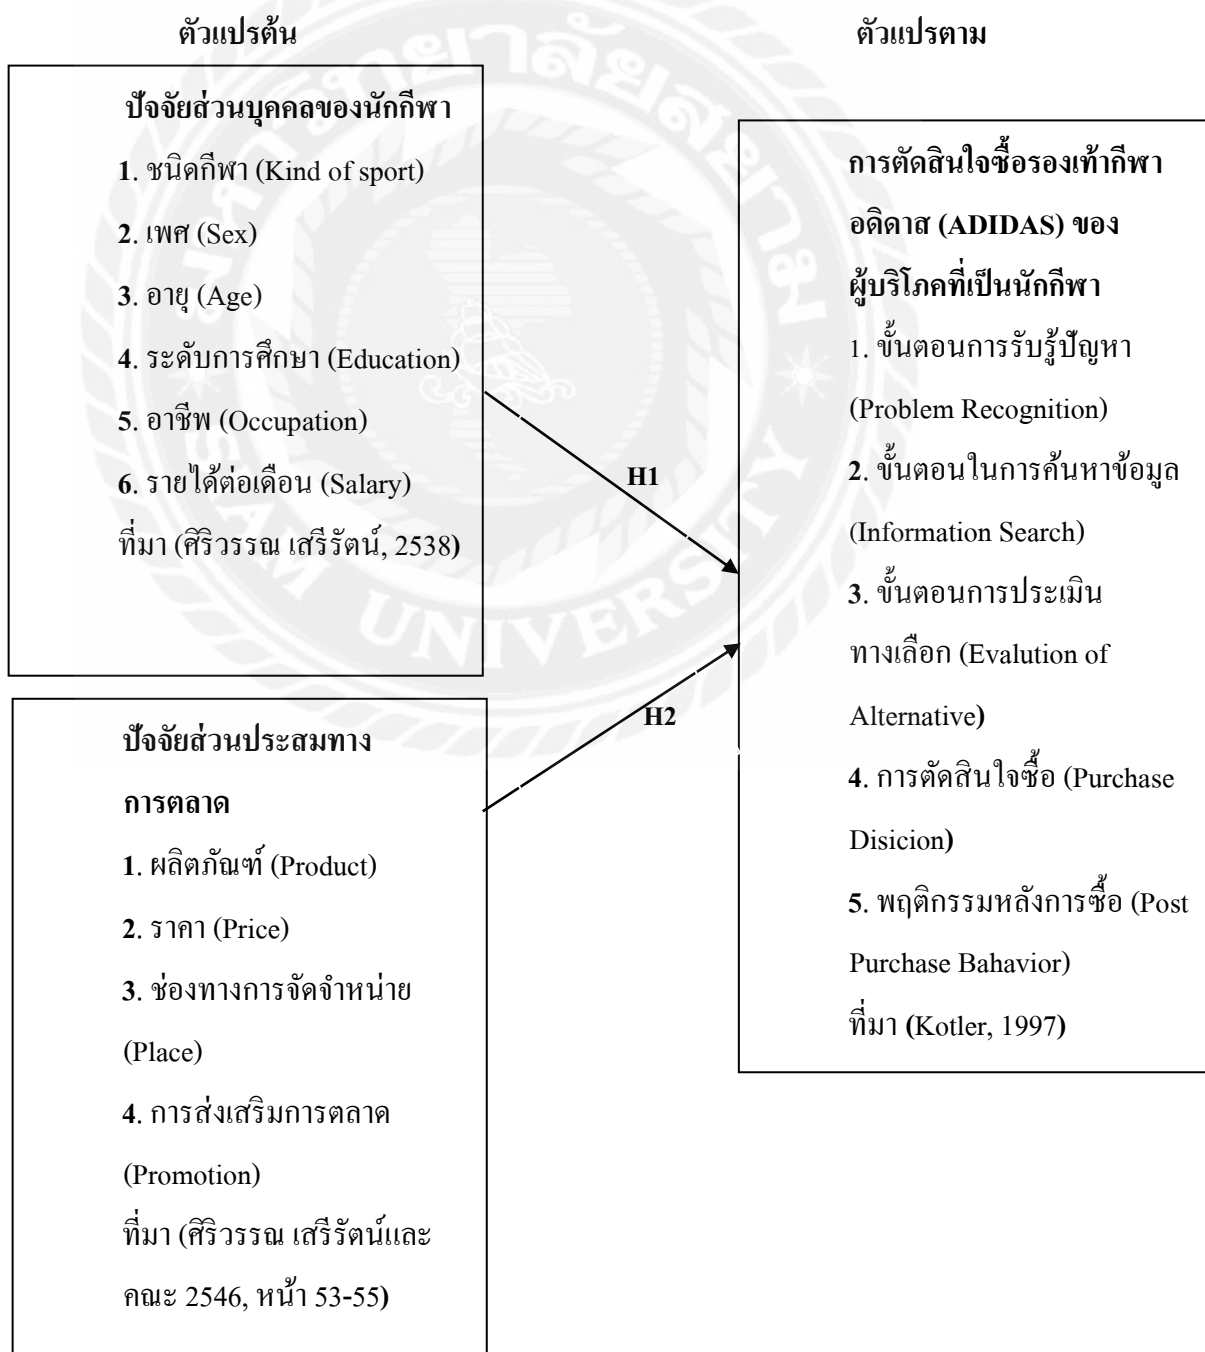 ตัวแปรต้น
ตัวแปรตาม
ปัจจัยส่วนบุคคลของนักกีฬา
1. ชนิดกีฬา (Kind of sport)
2. เพศ (Sex)
3. อายุ (Age)
4. ระดับการศึกษา (Education)
5. อาชีพ (Occupation)
6. รายได้ต่อเดือน (Salary)
ที่มา (ศิริวรรณ เสรีรัตน์, 2538)
H1
H2
ปัจจัยส่วนประสมทาง
การตลาด
1. ผลิตภัณฑ์ (Product)
2. ราคา (Price)
3. ช่องทางการจัดจำหน่าย
(Place)
4. การส่งเสริมการตลาด
(Promotion)
ที่มา (ศิริวรรณ เสรีรัตน์และ
คณะ 2546, หน้า 53-55)
การตัดสินใจซื้อรองเท้ากีฬา
อดิดาส (ADIDAS) ของ
ผู้บริโภคที่เป็นนักกีฬา
1. ขั้นตอนการรับรู้ปัญหา
(Problem Recognition)
2. ขั้นตอนในการค้นหาข้อมูล
(Information Search)
3. ขั้นตอนการประเมิน
ทางเลือก (Evalution of
Alternative)
4. การตัดสินใจซื้อ (Purchase
Disicion)
5. พฤติกรรมหลังการซื้อ (Post
Purchase Bahavior)
ที่มา (Kotler, 1997)
มหาวิทยาลัยสยาม
SIAM UNIVERSITY